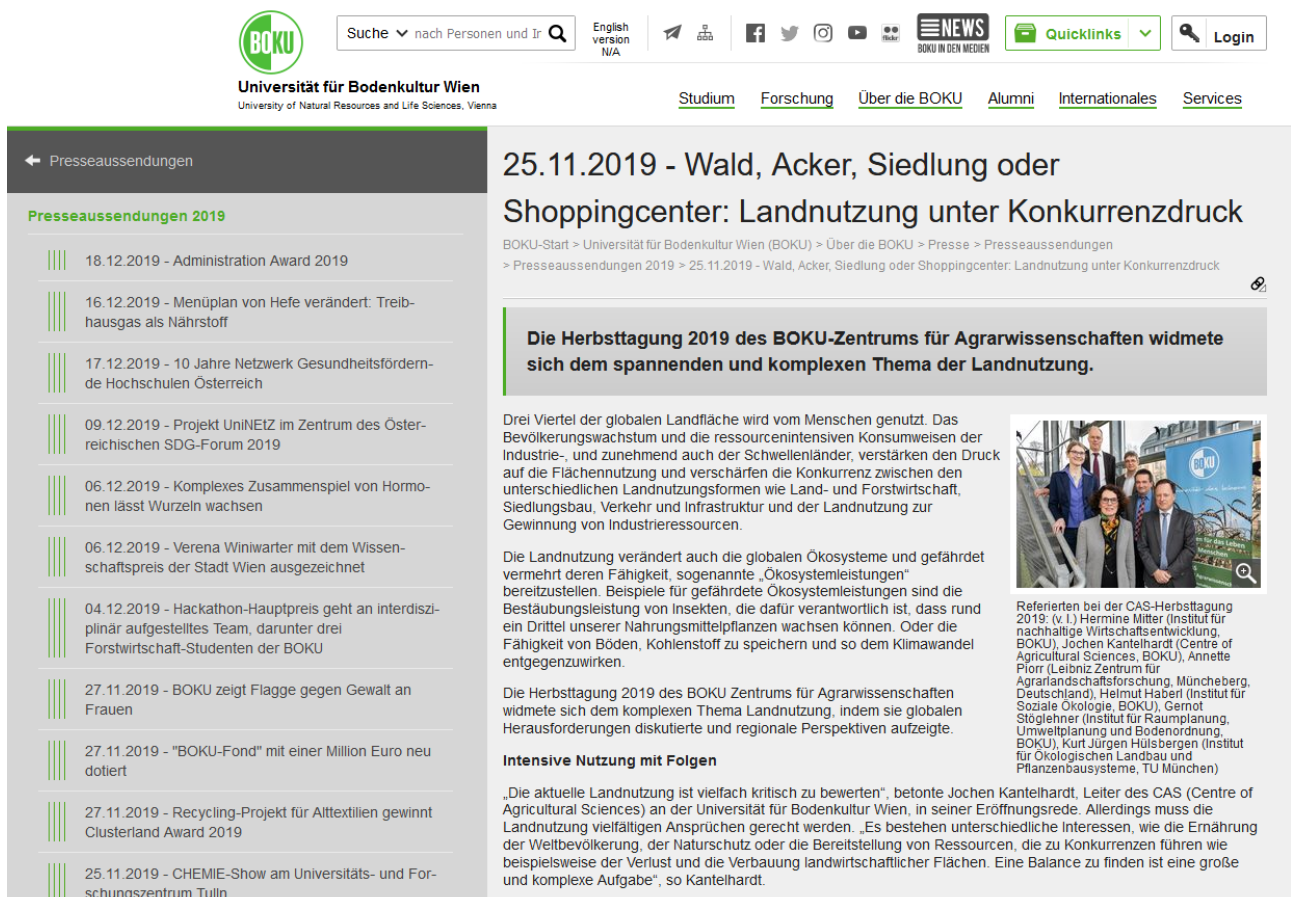 BOKU
Suche nach Personen und Ir
English
version
N/A
flickr
NEWS
BOKU IN DEN MEDIEN
Quicklinks
Login
Universität für Bodenkultur Wien
University of Natural Resources and Life Sciences, Vienna
Studium Forschung Über die BOKU Alumni Internationales Services
Presseaussendungen
Presseaussendungen 2019
18.12.2019 - Administration Award 2019
16.12.2019 - Menüplan von Hefe verändert: Treib-
hausgas als Nährstoff
17.12.2019 - 10 Jahre Netzwerk Gesundheitsfördern-
de Hochschulen Österreich
09.12.2019 - Projekt UniNEtZ im Zentrum des Öster-
reichischen SDG-Forum 2019
06.12.2019 - Komplexes Zusammenspiel von Hormo-
nen lässt Wurzeln wachsen
06.12.2019 - Verena Winiwarter mit dem Wissen-
schaftspreis der Stadt Wien ausgezeichnet
04.12.2019 - Hackathon-Hauptpreis geht an interdiszi-
plinär aufgestelltes Team, darunter drei
Forstwirtschaft-Studenten der BOKU
27.11.2019 - BOKU zeigt Flagge gegen Gewalt an
Frauen
27.11.2019 - "BOKU-Fond" mit einer Million Euro neu
dotiert
27.11.2019 - Recycling-Projekt für Alttextilien gewinnt
Clusterland Award 2019
25.11.2019 - CHEMIE-Show am Universitäts- und For-
schungszentrum Tulln
25.11.2019 - Wald, Acker, Siedlung oder
Shoppingcenter: Landnutzung unter Konkurrenzdruck
BOKU-Start > Universität für Bodenkultur Wien (BOKU) > Über die BOKU > Presse > Presseaussendungen
> Presseaussendungen 2019 > 25.11.2019 - Wald, Acker, Siedlung oder Shoppingcenter: Landnutzung unter Konkurrenzdruck
Die Herbsttagung 2019 des BOKU-Zentrums für Agrarwissenschaften widmete
sich dem spannenden und komplexen Thema der Landnutzung.
Drei Viertel der globalen Landfläche wird vom Menschen genutzt. Das
Bevölkerungswachstum und die ressourcenintensiven Konsumweisen der
Industrie-, und zunehmend auch der Schwellenländer, verstärken den Druck
auf die Flächennutzung und verschärfen die Konkurrenz zwischen den
unterschiedlichen Landnutzungsformen wie Land- und Forstwirtschaft,
Siedlungsbau, Verkehr und Infrastruktur und der Landnutzung zur
Gewinnung von Industrieressourcen.
Die Landnutzung verändert auch die globalen Ökosysteme und gefährdet
vermehrt deren Fähigkeit, sogenannte „Ökosystemleistungen"
bereitzustellen. Beispiele für gefährdete Ökosystemleistungen sind die
Bestäubungsleistung von Insekten, die dafür verantwortlich ist, dass rund
ein Drittel unserer Nahrungsmittelpflanzen wachsen können. Oder die
Fähigkeit von Böden, Kohlenstoff zu speichern und so dem Klimawandel
entgegenzuwirken.
Die Herbsttagung 2019 des BOKU Zentrums für Agrarwissenschaften
widmete sich dem komplexen Thema Landnutzung, indem sie globalen
Herausforderungen diskutierte und regionale Perspektiven aufzeigte.
BOKU
Referierten bei der CAS-Herbsttagung
2019: (v. l.) Hermine Mitter (Institut für
nachhaltige Wirtschaftsentwicklung,
BOKU), Jochen Kantelhardt (Centre of
Agricultural Sciences, BOKU), Annette
Piorr (Leibniz Zentrum für
Agrarlandschaftsforschung, Müncheberg,
Deutschland), Helmut Haberl (Institut für
Soziale Ökologie, BOKU), Gernot
Stöglehner (Institut für Raumplanung,
Umweltplanung und Bodenordnung,
BOKU), Kurt Jürgen Hülsbergen (Institut
für Ökologischen Landbau und
Pflanzenbausysteme, TU München)
Intensive Nutzung mit Folgen
„Die aktuelle Landnutzung ist vielfach kritisch zu bewerten", betonte Jochen Kantelhardt, Leiter des CAS (Centre of
Agricultural Sciences) an der Universität für Bodenkultur Wien, in seiner Eröffnungsrede. Allerdings muss die
Landnutzung vielfältigen Ansprüchen gerecht werden. „Es bestehen unterschiedliche Interessen, wie die Ernährung
der Weltbevölkerung, der Naturschutz oder die Bereitstellung von Ressourcen, die zu Konkurrenzen führen wie
beispielsweise der Verlust und die Verbauung landwirtschaftlicher Flächen. Eine Balance zu finden ist eine große
und komplexe Aufgabe", so Kantelhardt.